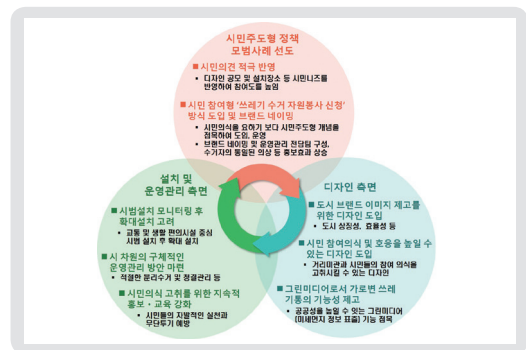 시민주도형 정책
모범사례 선도
■ 시민의견 적극 반영
• 디자인 공모 및 설치장소 등 시민니즈를
반영하여 참여도를 높임
■ 시민 참여형 '쓰레기 수거 자원봉사 신청'
방식 도입 및 브랜드 네이밍
• 시민의식을 요하기 보다 시민주도형 개념을
접목하여 도입, 운영
• 브랜드 네이밍 및 운영관리 전담팀 구성,
수거자의 통일된 의상 등 홍보효과 상승
설치 및
운영관리 측면
■ 시범설치 모니터링 후
확대설치 고려
• 교통 및 생활 편의시설 중심
시범 설치 후 확대 설치
■ 시 차원의 구체적인
운영관리 방안 마련
• 적절한 분리수거 및 청결관리 등
■ 시민의식 고취를 위한 지속적
홍보・교육 강화
• 시민들의 자발적인 실천과
무단투기 예방
디자인 측면
■ 도시 브랜드 이미지 제고를
위한 디자인 도입
• 도시 상징성, 효율성 등
■ 시민 참여의식 및 호응을 높일 수
있는 디자인 도입
• 거리미관과 시민들의 참여 의식을
고취시킬 수 있는 디자인
■ 그린미디어로서 가로변 쓰레
기통의 기능성 제고
• 공공성을 높일 수 잇는 그린미디어
(미세먼지 정보 표출) 기능 접목